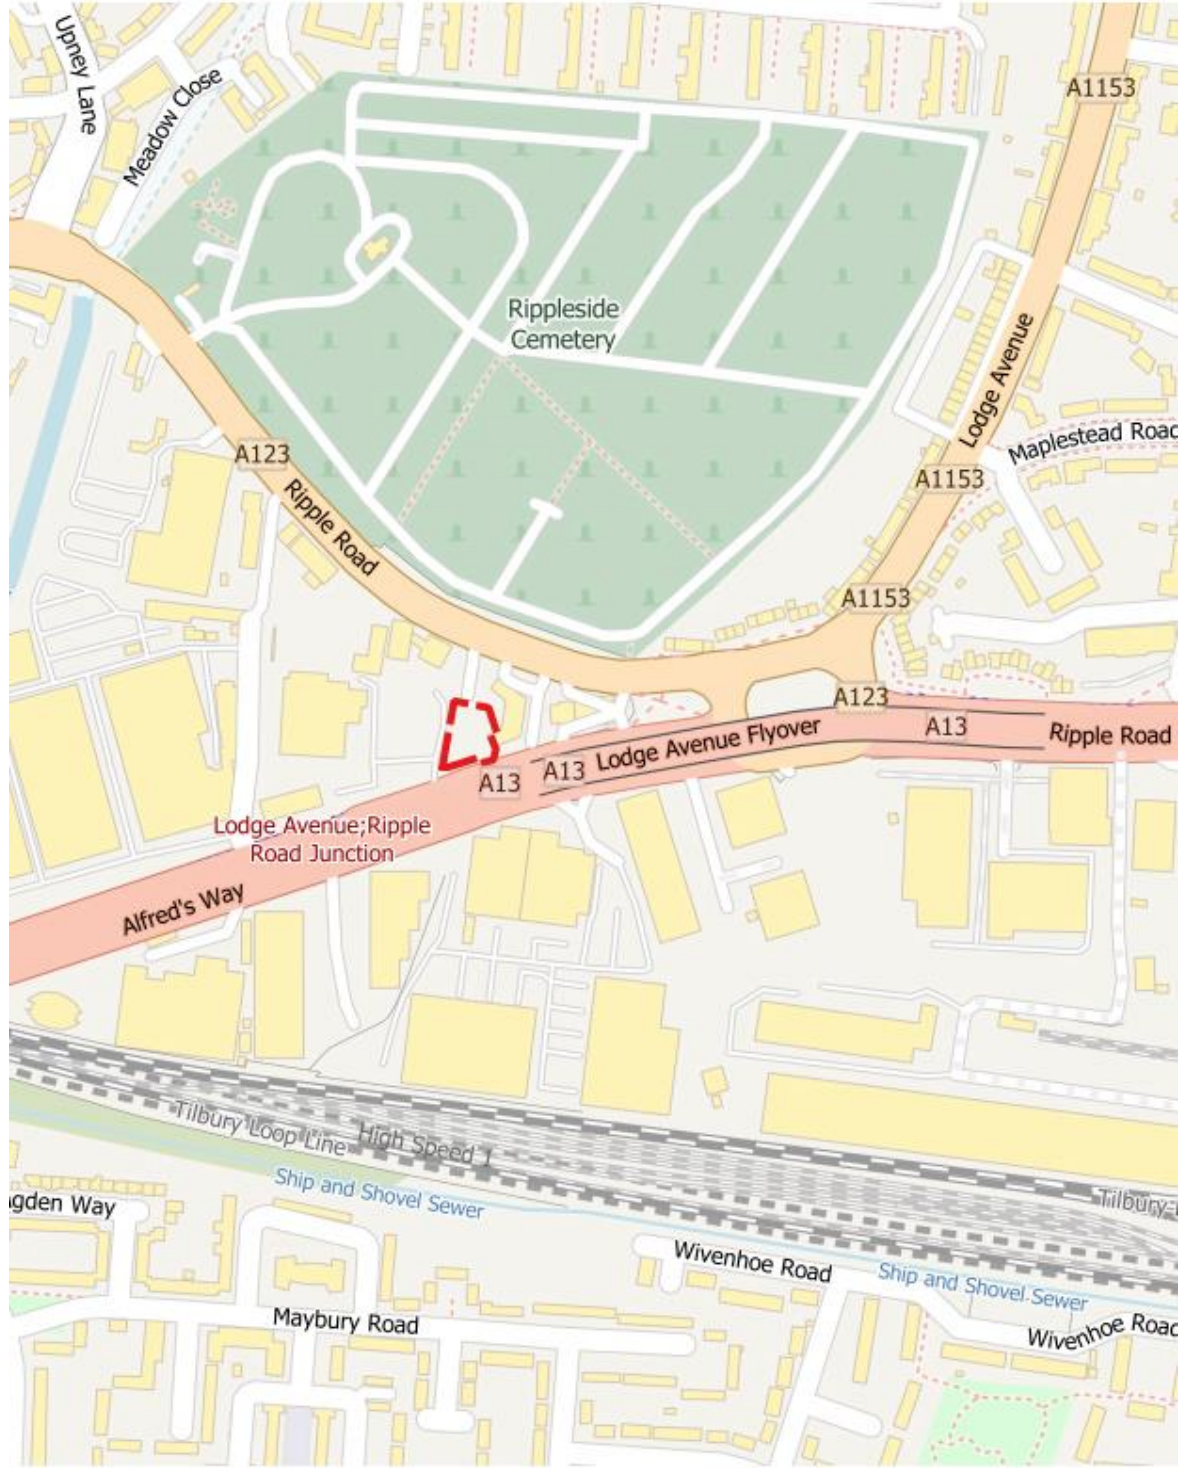 Upney Lane
Meadow Close
A1153
Rippleside
Cemetery
Lodge Avenue
Maplestead Road
A123
A1153
Ripple Road
A1153
A123
A13
Ripple Road
Lodge Avenue Flyover
A13
A13
Lodge Avenue;Ripple
Road Junction
Alfred's Way
Tilbury Loop Line
High Speed 1
Ship and Shovel Sewer
Tilbury
gden Way
Wivenhoe Road
Ship and Shovel Sewer
Maybury Road
Wivenhoe Road